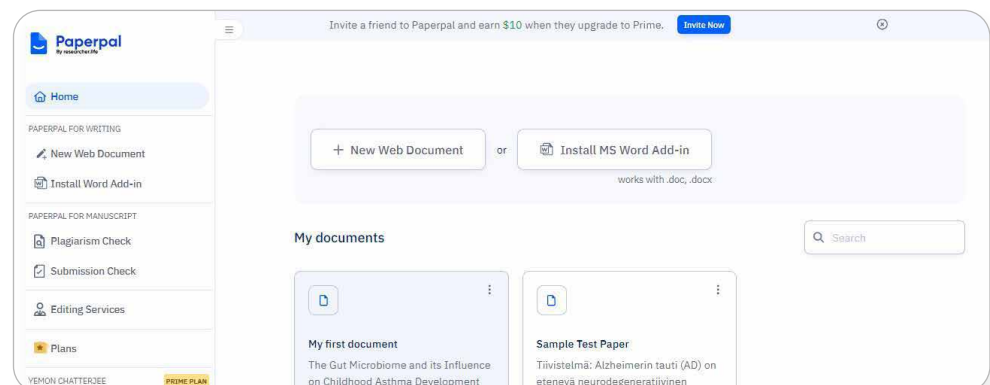 Invite a friend to Paperpal and earn $10 when they upgrade to Prime. Invite Now
Paperpal
By researcher.life
Home
PAPERPAL FOR WRITING
New Web Document
Install Word Add-in
PAPERPAL FOR MANUSCRIPT
Plagiarism Check
Submission Check
Editing Services
Plans
YEMON CHATTERJEE PRIME PLAN
+ New Web Document or Install MS Word Add-in
works with .doc, .docx
My documents
Search
My first document
The Gut Microbiome and its Influence
on Childhood Asthma Development
Sample Test Paper
Tiivistelmä: Alzheimerin tauti (AD) on
etenevä neurodegeneratiivinen